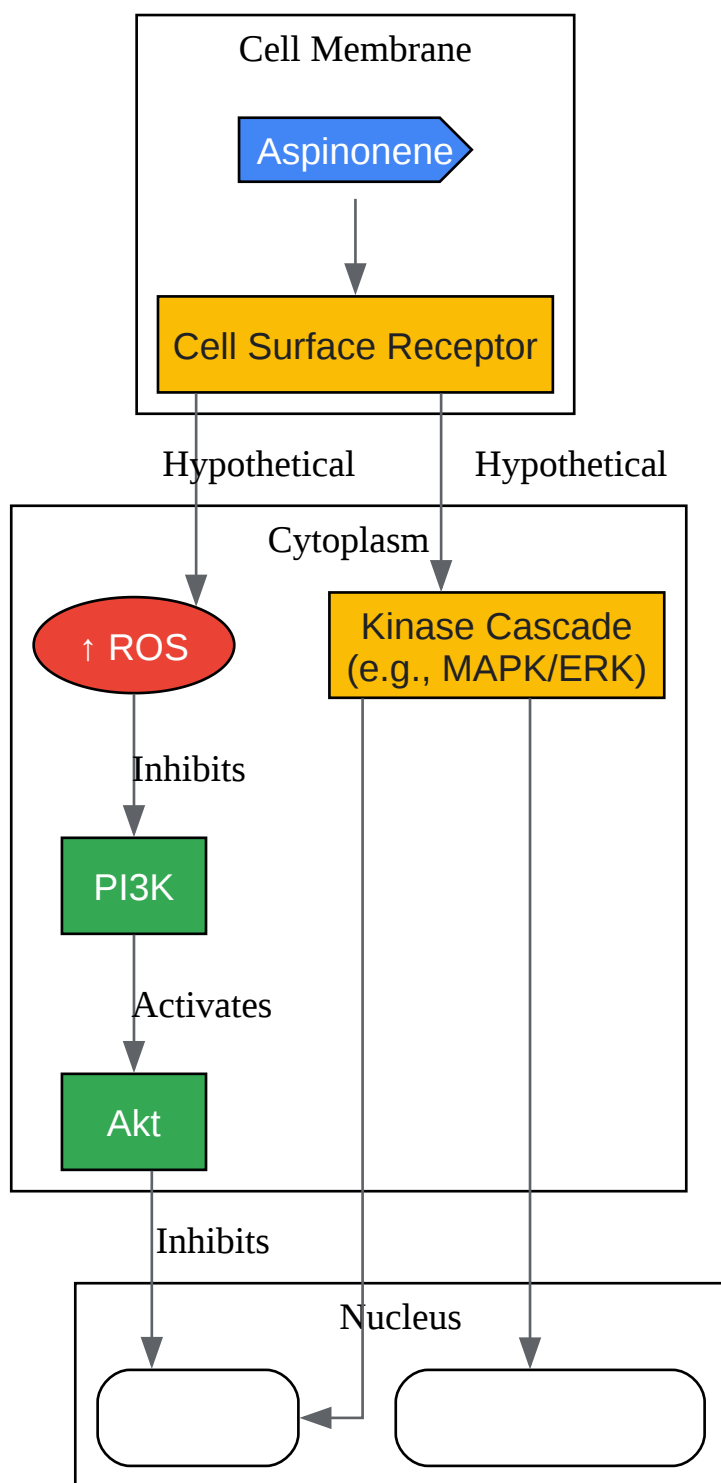 Cell Membrane
Aspinonene
Cell Surface Receptor
Hypothetical
Hypothetical
Cytoplasm
↑ ROS
Kinase Cascade
(e.g., MAPK/ERK)
Inhibits
PI3K
Activates
Akt
Inhibits
Nucleus